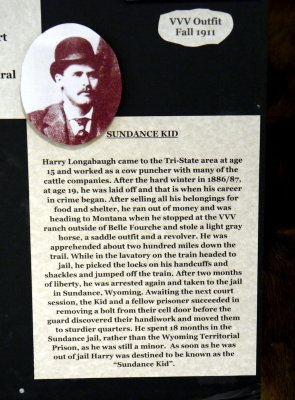 VVV Outfit
Fall 1911
SUNDANCE KID
Harry Longabaugh came to the Tri-State area at age
15 and worked as a cow puncher with many of the
cattle companies. After the hard winter in 1886/87,
at age 19, he was laid off and that is when his career
in crime began. After selling all his belongings for
food and shelter, he ran out of money and was
heading to Montana when he stopped at the VVV
ranch outside of Belle Fourche and stole a light gray
horse, a saddle outfit and a revolver. He was
apprehended about two hundred miles down the
trail. While in the lavatory on the train headed to
jail, he picked the locks on his handcuffs and
shackles and jumped off the train. After two months
of liberty, he was arrested again and taken to the jail
in Sundance, Wyoming. Awaiting the next court
session, the Kid and a fellow prisoner succeeded in
removing a bolt from their cell door before the
guard discovered their handiwork and moved them
to sturdier quarters. He spent 18 months in the
Sundance jail, rather than the Wyoming Territorial
Prison, as he was still a minor. As soon as he was
out of jail Harry was destined to be known as the
“Sundance Kid”.